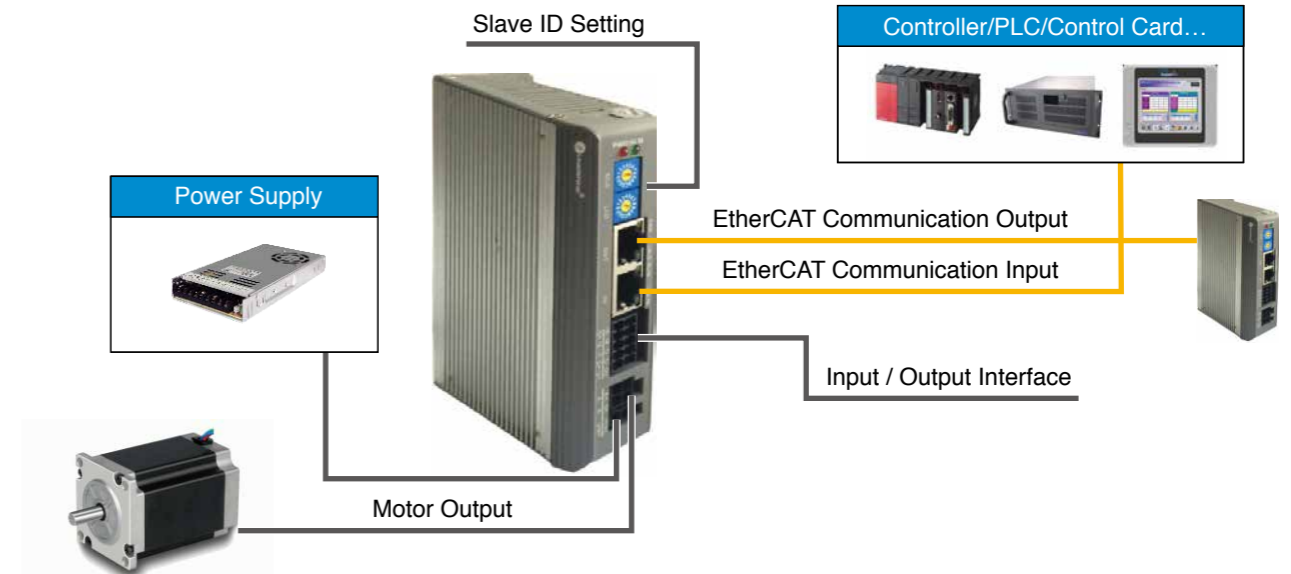 Slave ID Setting
Controller/PLC/Control Card…
Power Supply
EtherCAT Communication Output
EtherCAT Communication Input
Input / Output Interface
Motor Output